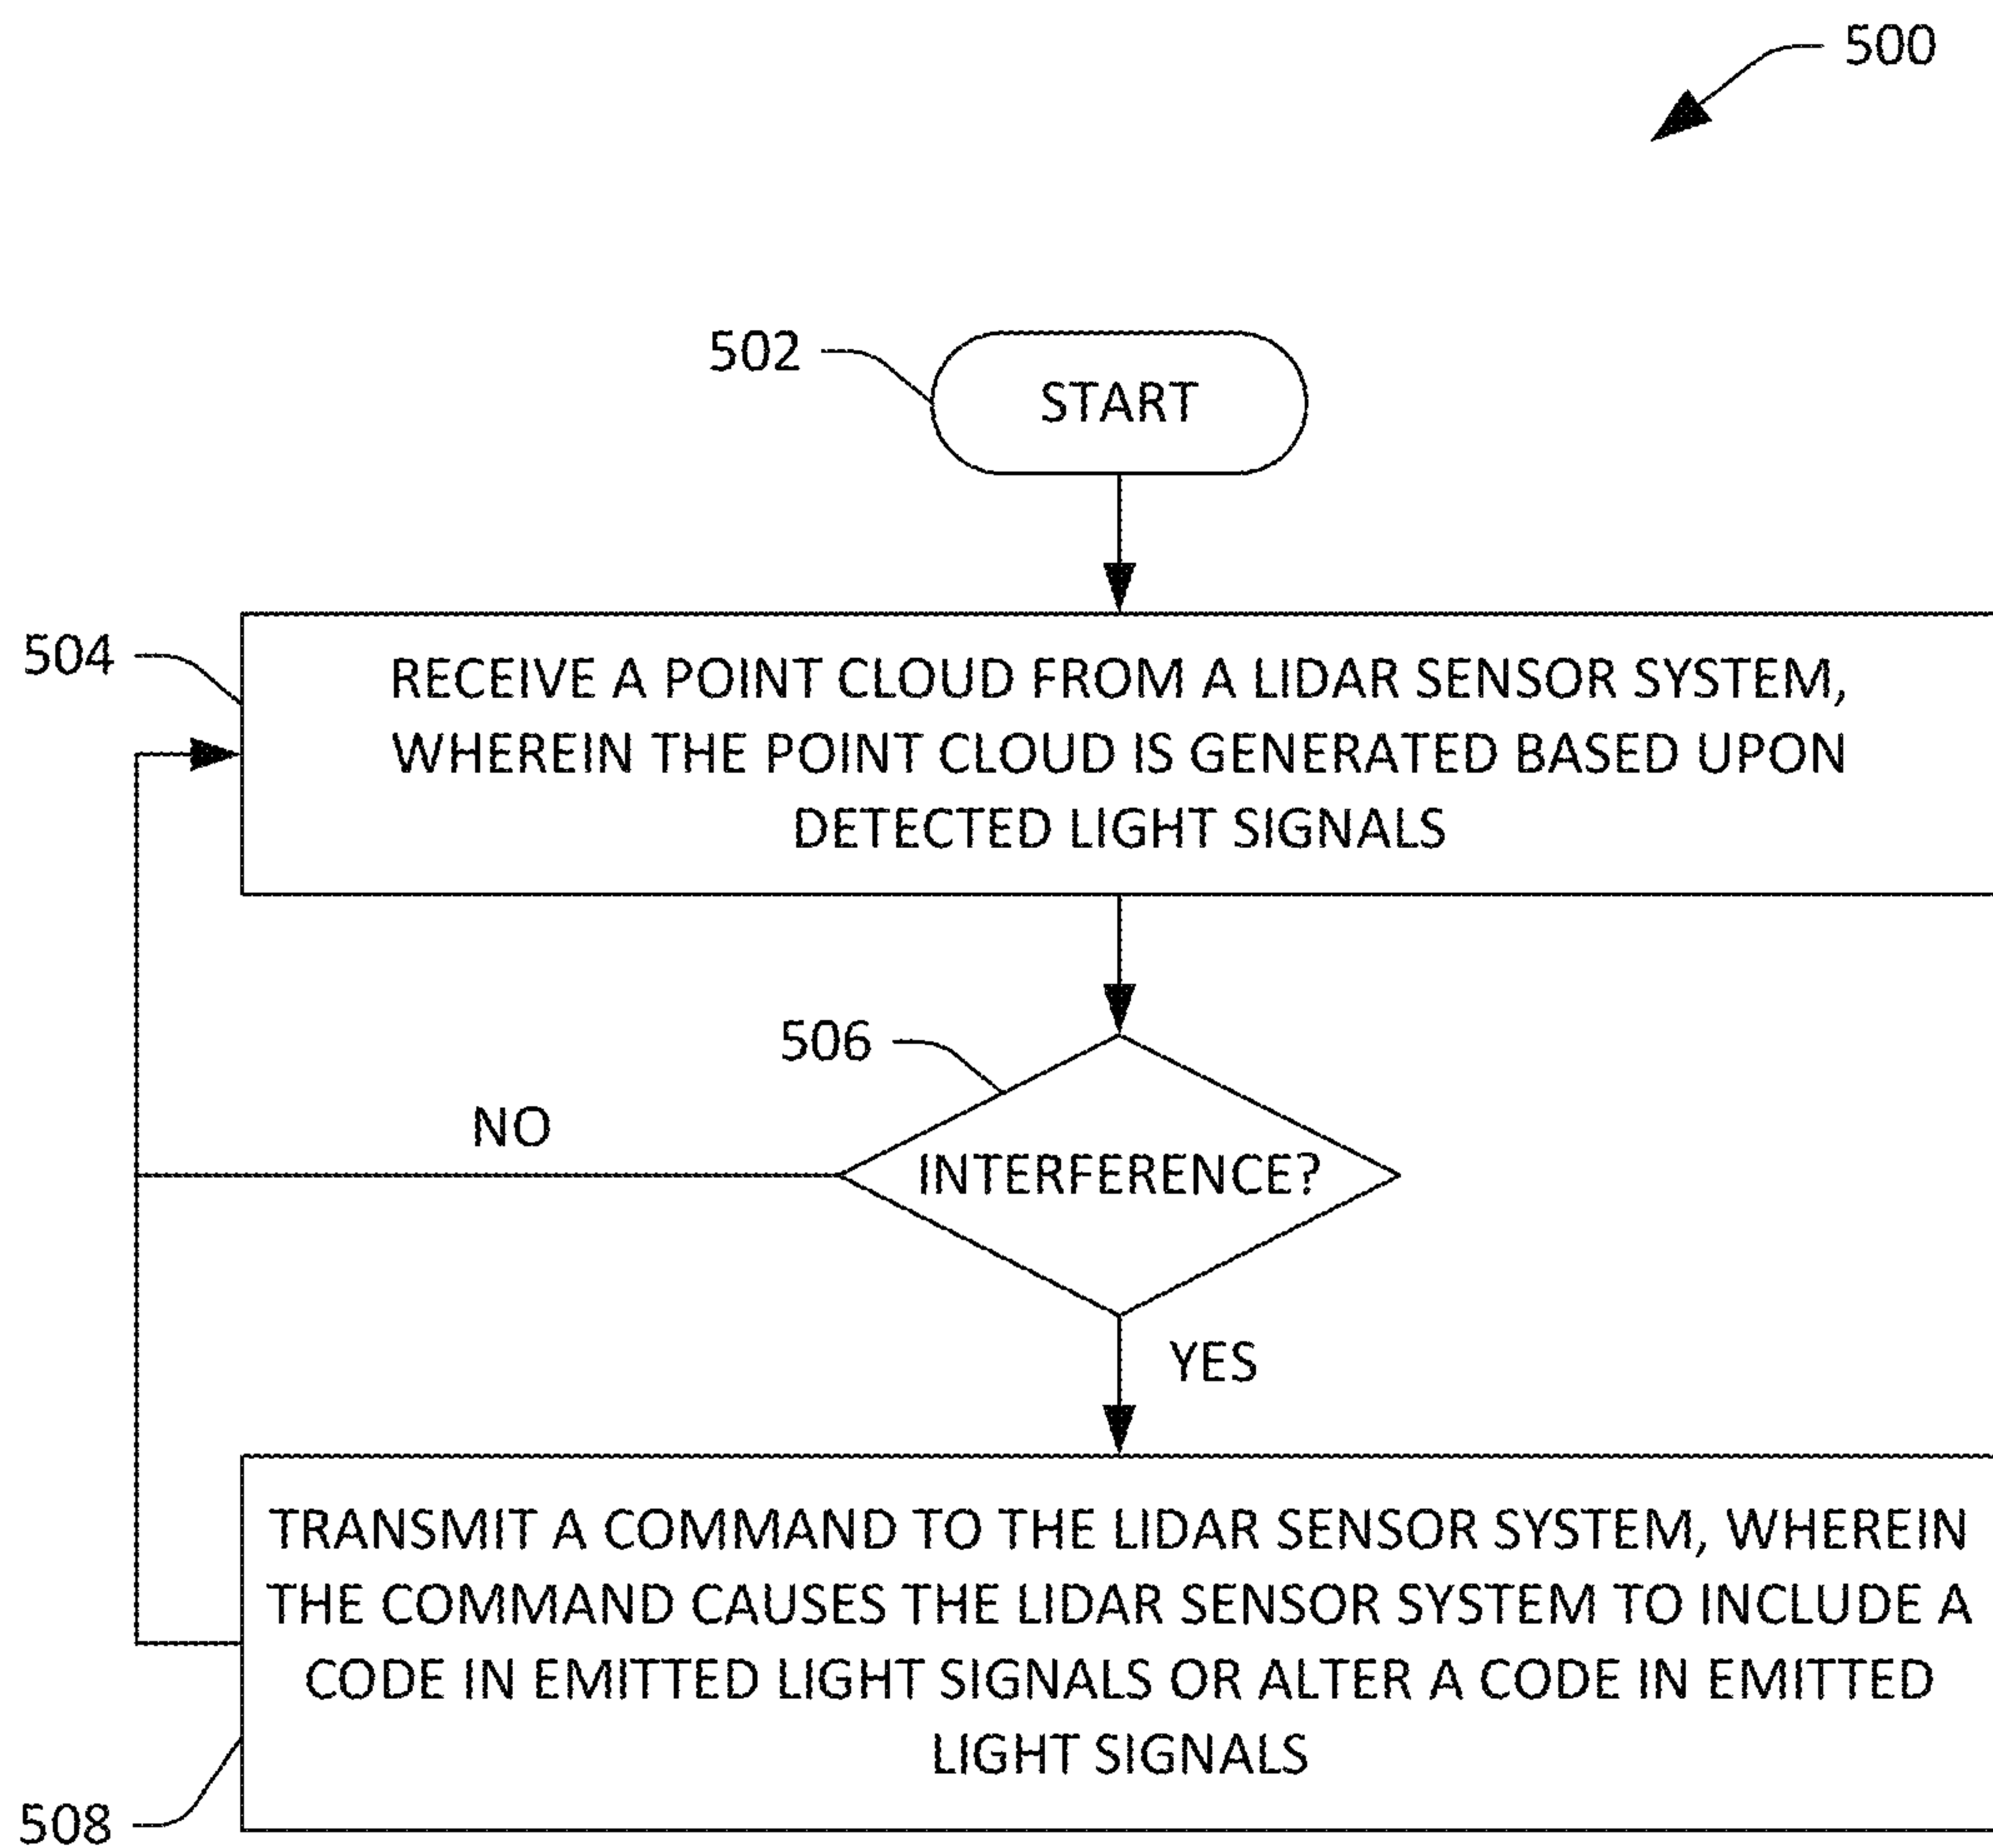 500
502
START
504
RECEIVE A POINT CLOUD FROM A LIDAR SENSOR SYSTEM,
WHEREIN THE POINT CLOUD IS GENERATED BASED UPON
DETECTED LIGHT SIGNALS
506
NO
INTERFERENCE?
YES
TRANSMIT A COMMAND TO THE LIDAR SENSOR SYSTEM, WHEREIN
THE COMMAND CAUSES THE LIDAR SENSOR SYSTEM TO INCLUDE A
CODE IN EMITTED LIGHT SIGNALS OR ALTER A CODE IN EMITTED
LIGHT SIGNALS
508